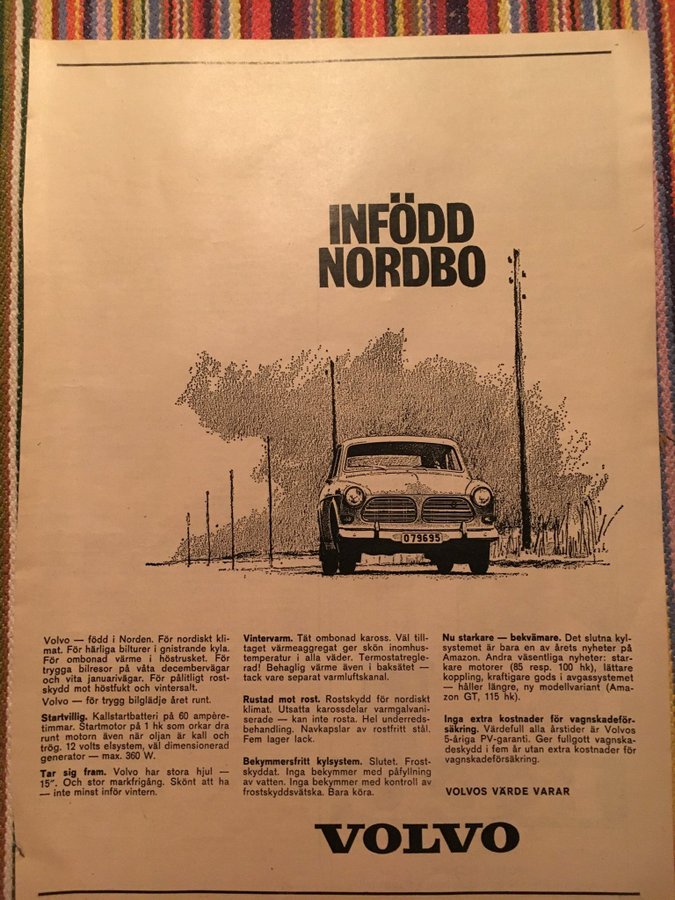 INFÖDD
NORDBO
079695
Volvo — född i Norden. För nordiskt kli-
mat. För härliga bilturer i gnistrande kyla.
För ombonad värme i höstrusket. För
trygga bilresor på våta decembervägar
och vita januarivägar. För pålitligt rost-
skydd mot höstfukt och vintersalt.
Volvo — för trygg bilglädje året runt.
Startvillig. Kallstartbatteri på 60 ampère-
timmar. Startmotor på 1 hk som orkar dra
runt motorn även när oljan är kall och
trög. 12 volts elsystem, väl dimensionerad
generator — max. 360 W.
Tar sig fram. Volvo har stora hjul —
15″. Och stor markfrigång. Skönt att ha
— inte minst inför vintern.
Vintervarm. Tät ombonad kaross. Väl till-
taget värmeaggregat ger skön inomhus-
temperatur i alla väder. Termostatregle-
rad! Behaglig värme även i baksätet —
tack vare separat varmluftskanal.
Rustad mot rost. Rostskydd för nordiskt
klimat. Utsatta karossdelar varmgalvani-
serade — kan inte rosta. Hel underreds-
behandling. Navkapslar av rostfritt stål.
Fem lager lack.
Bekymmersfritt kylsystem. Slutet. Frost-
skyddat. Inga bekymmer med påfyllning
av vatten. Inga bekymmer med kontroll av
frostskyddsvätska. Bara köra.
Nu starkare — bekvämare. Det slutna kyl-
systemet är bara en av årets nyheter på
Amazon. Andra väsentliga nyheter: star-
kare motorer (85 resp. 100 hk), lättare
koppling, kraftigare gods i avgassystemet
— håller längre, ny modellvariant (Ama-
zon GT, 115 hk).
Inga extra kostnader för vagnskadeför-
säkring. Värdefull alla årstider är Volvos
5-åriga PV-garanti. Ger fullgott vagnska-
deskydd i fem år utan extra kostnader för
vagnskadeförsäkring.
VOLVOS VÄRDE VARAR
VOLVO